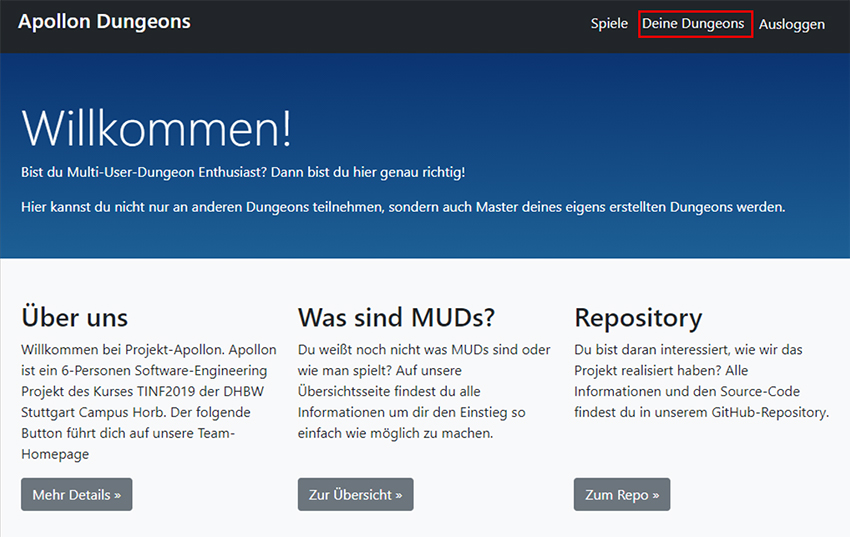 Apollon Dungeons
Spiele
Deine Dungeons
Ausloggen
Willkommen!
Bist du Multi-User-Dungeon Enthusiast? Dann bist du hier genau richtig!
Hier kannst du nicht nur an anderen Dungeons teilnehmen, sondern auch Master deines eigens erstellten Dungeons werden.
Über uns
Willkommen bei Projekt-Apollon. Apollon
ist ein 6-Personen Software-Engineering
Projekt des Kurses TINF2019 der DHBW
Stuttgart Campus Horb. Der folgende
Button führt dich auf unsere Team-
Homepage
Mehr Details »
Was sind MUDs?
Du weißt noch nicht was MUDs sind oder
wie man spielt? Auf unsere
Übersichtsseite findest du alle
Informationen um dir den Einstieg so
einfach wie möglich zu machen.
Zur Übersicht »
Repository
Du bist daran interessiert, wie wir das
Projekt realisiert haben? Alle
Informationen und den Source-Code
findest du in unserem GitHub-Repository.
Zum Repo »